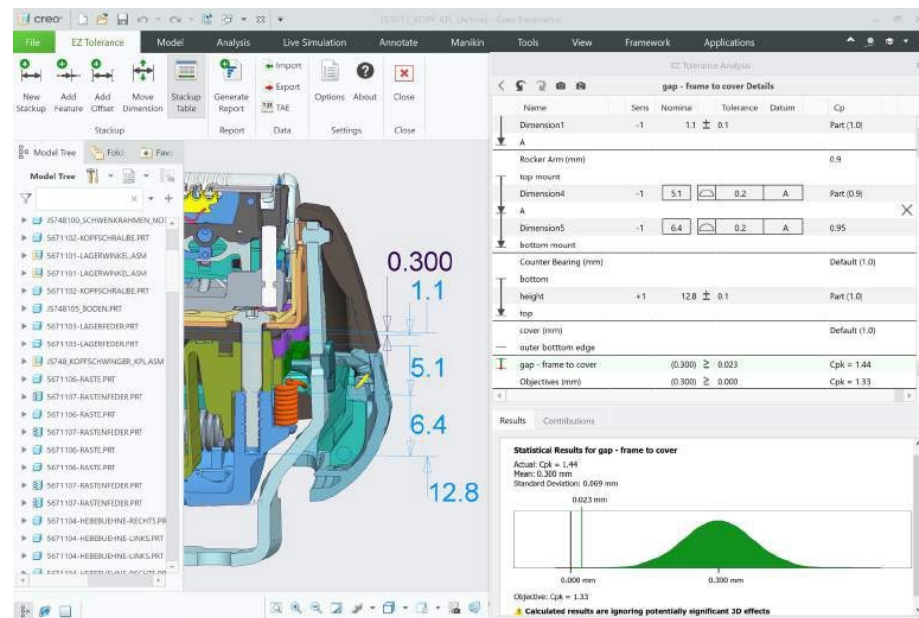 creo
File EZ Tolerance Model Analysis Live Simulation Annotate Manikin Tools View Framework Applications
New Stackup
Add Feature
Add Offset
Move Dimension
Stackup Table
Generate Report
Import
Export
TAE
Options
About
Close
Stackup Report Data Settings Close
EZ Tolerance Analysis
gap - frame to cover Details
Name Sens Nominal Tolerance Datum Cp
Dimension1 -1 1.1 ± 0.1 Part (1.0)
A
Rocker Arm (mm) 0.9
top mount
Dimension4 -1 5.1 0.2 A Part (0.9)
A
Dimension5 -1 6.4 0.2 A 0.95
bottom mount
Counter Bearing (mm) Default (1.0)
bottom
height +1 12.8 ± 0.1 Part (1.0)
top
cover (mm) Default (1.0)
outer botttom edge
gap - frame to cover (0.300) ≥ 0.023 Cpk = 1.44
Objectives (mm) (0.300) ≥ 0.000 Cpk = 1.33
Model Tree
Model Tree
JS748100_SCHWENKRAHMEN_NOT
5671102-KOPFSCHRAUBE.PRT
5671101-LAGERWINKEL.ASM
5671101-LAGERWINKEL.ASM
5671102-KOPFSCHRAUBE.PRT
JS748105_BODEN.PRT
5671103-LAGERFEDER.PRT
5671103-LAGERFEDER.PRT
JS748_KOPFSCHWINGBR_KPL.ASM
5671106-RASTE.PRT
5671107-RASTENFEDER.PRT
5671106-RASTE.PRT
5671107-RASTENFEDER.PRT
5671106-RASTE.PRT
5671106-RASTE.PRT
5671107-RASTENFEDER.PRT
5671107-RASTENFEDER.PRT
5671104-HEBEBUEHNE-RECHTS.PR
5671104-HEBEBUEHNE-LINKS.PRT
5671104-HEBEBUEHNE-LINKS.PRT
0.300
1.1
5.1
6.4
12.8
Results Contributions
Statistical Results for gap - frame to cover
Actual: Cpk = 1.44
Mean: 0.300 mm
Standard Deviation: 0.069 mm
0.023 mm
0.000 mm 0.300 mm
Objective: Cpk = 1.33
Calculated results are ignoring potentially significant 3D effects